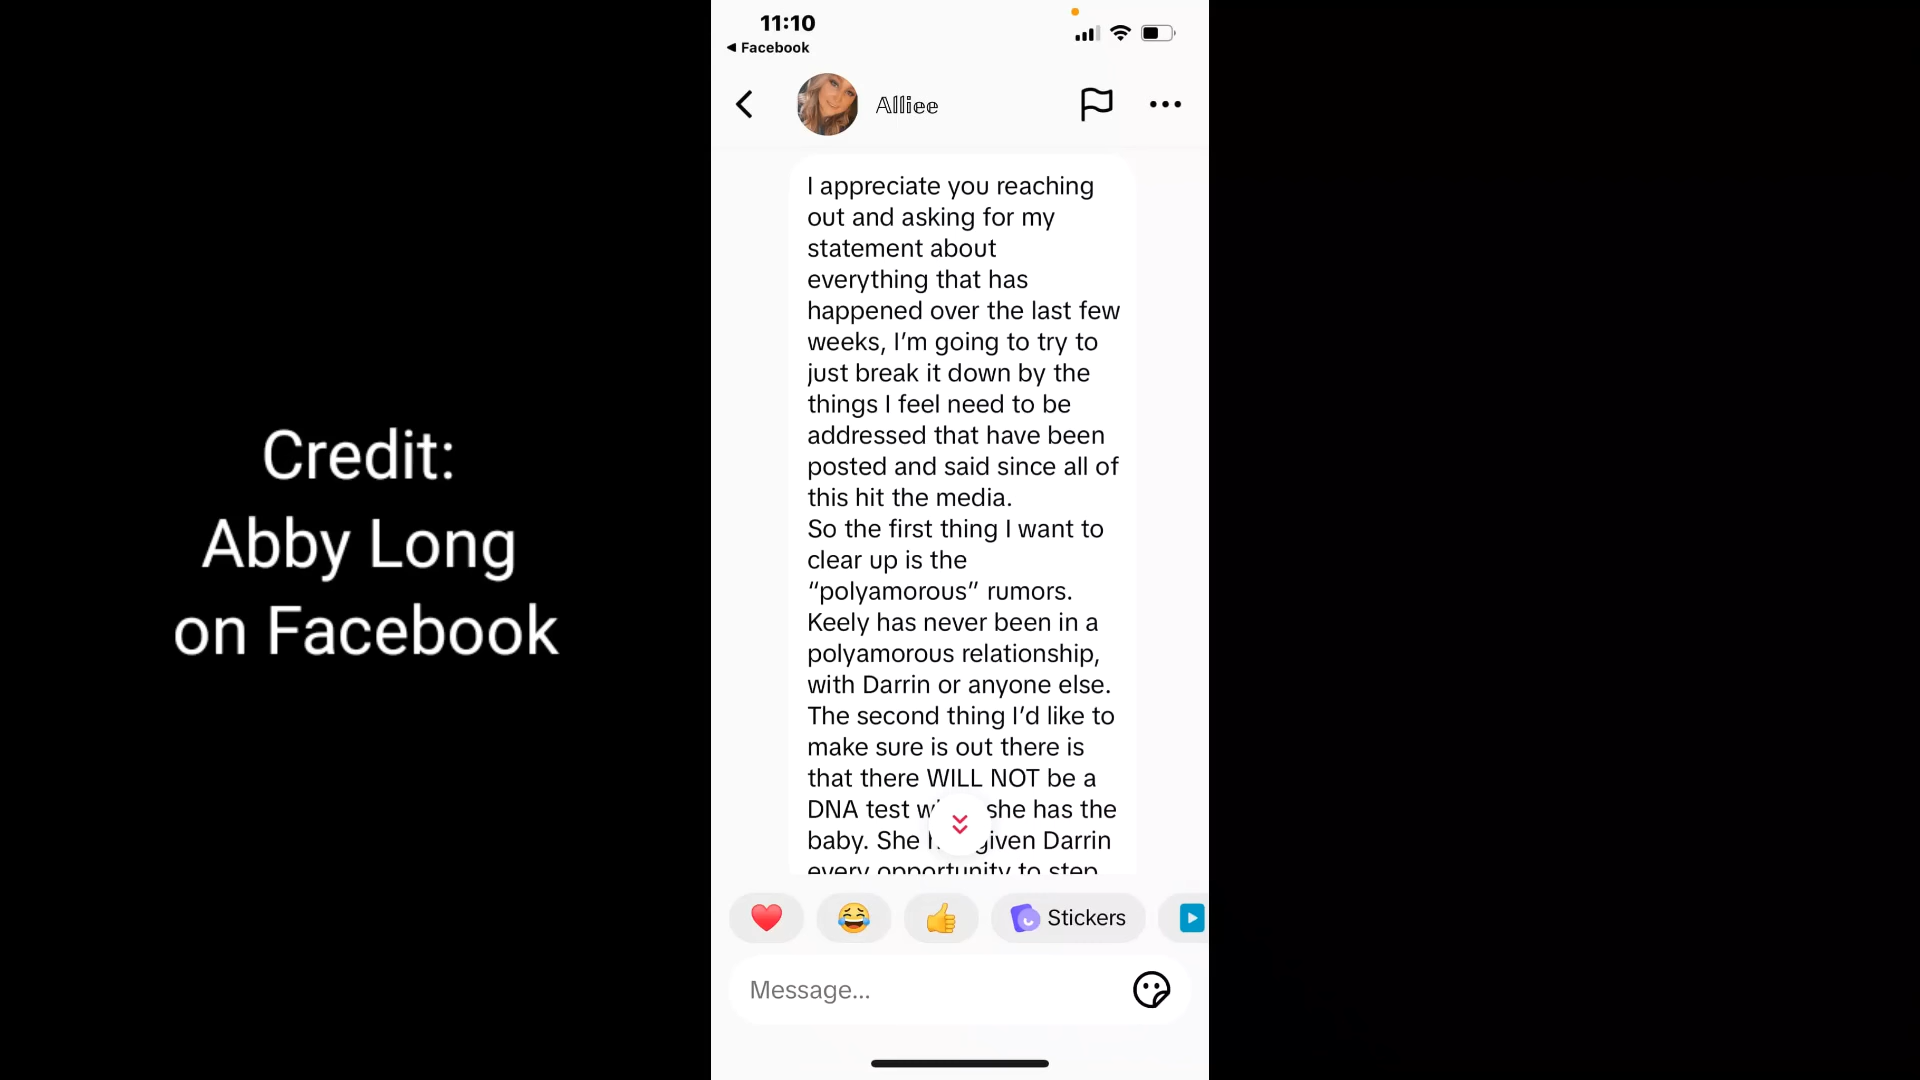 11:10
Facebook
Alliee
I appreciate you reaching
out and asking for my
statement about
everything that has
happened over the last few
weeks, I'm going to try to
just break it down by the
things I feel need to be
addressed that have been
posted and said since all of
this hit the media.
So the first thing I want to
clear up is the
“polyamorous” rumors.
Keely has never been in a
polyamorous relationship,
with Darrin or anyone else.
The second thing I'd like to
make sure is out there is
that there WILL NOT be a
DNA test she has the
baby. She given Darrin
every opportunity to step
Stickers
Message...
Credit:
Abby Long
on Facebook